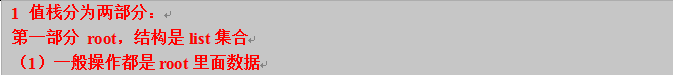 1 值栈分为两部分：
第一部分 root，结构是 list 集合
（1）一般操作都是 root 里面数据